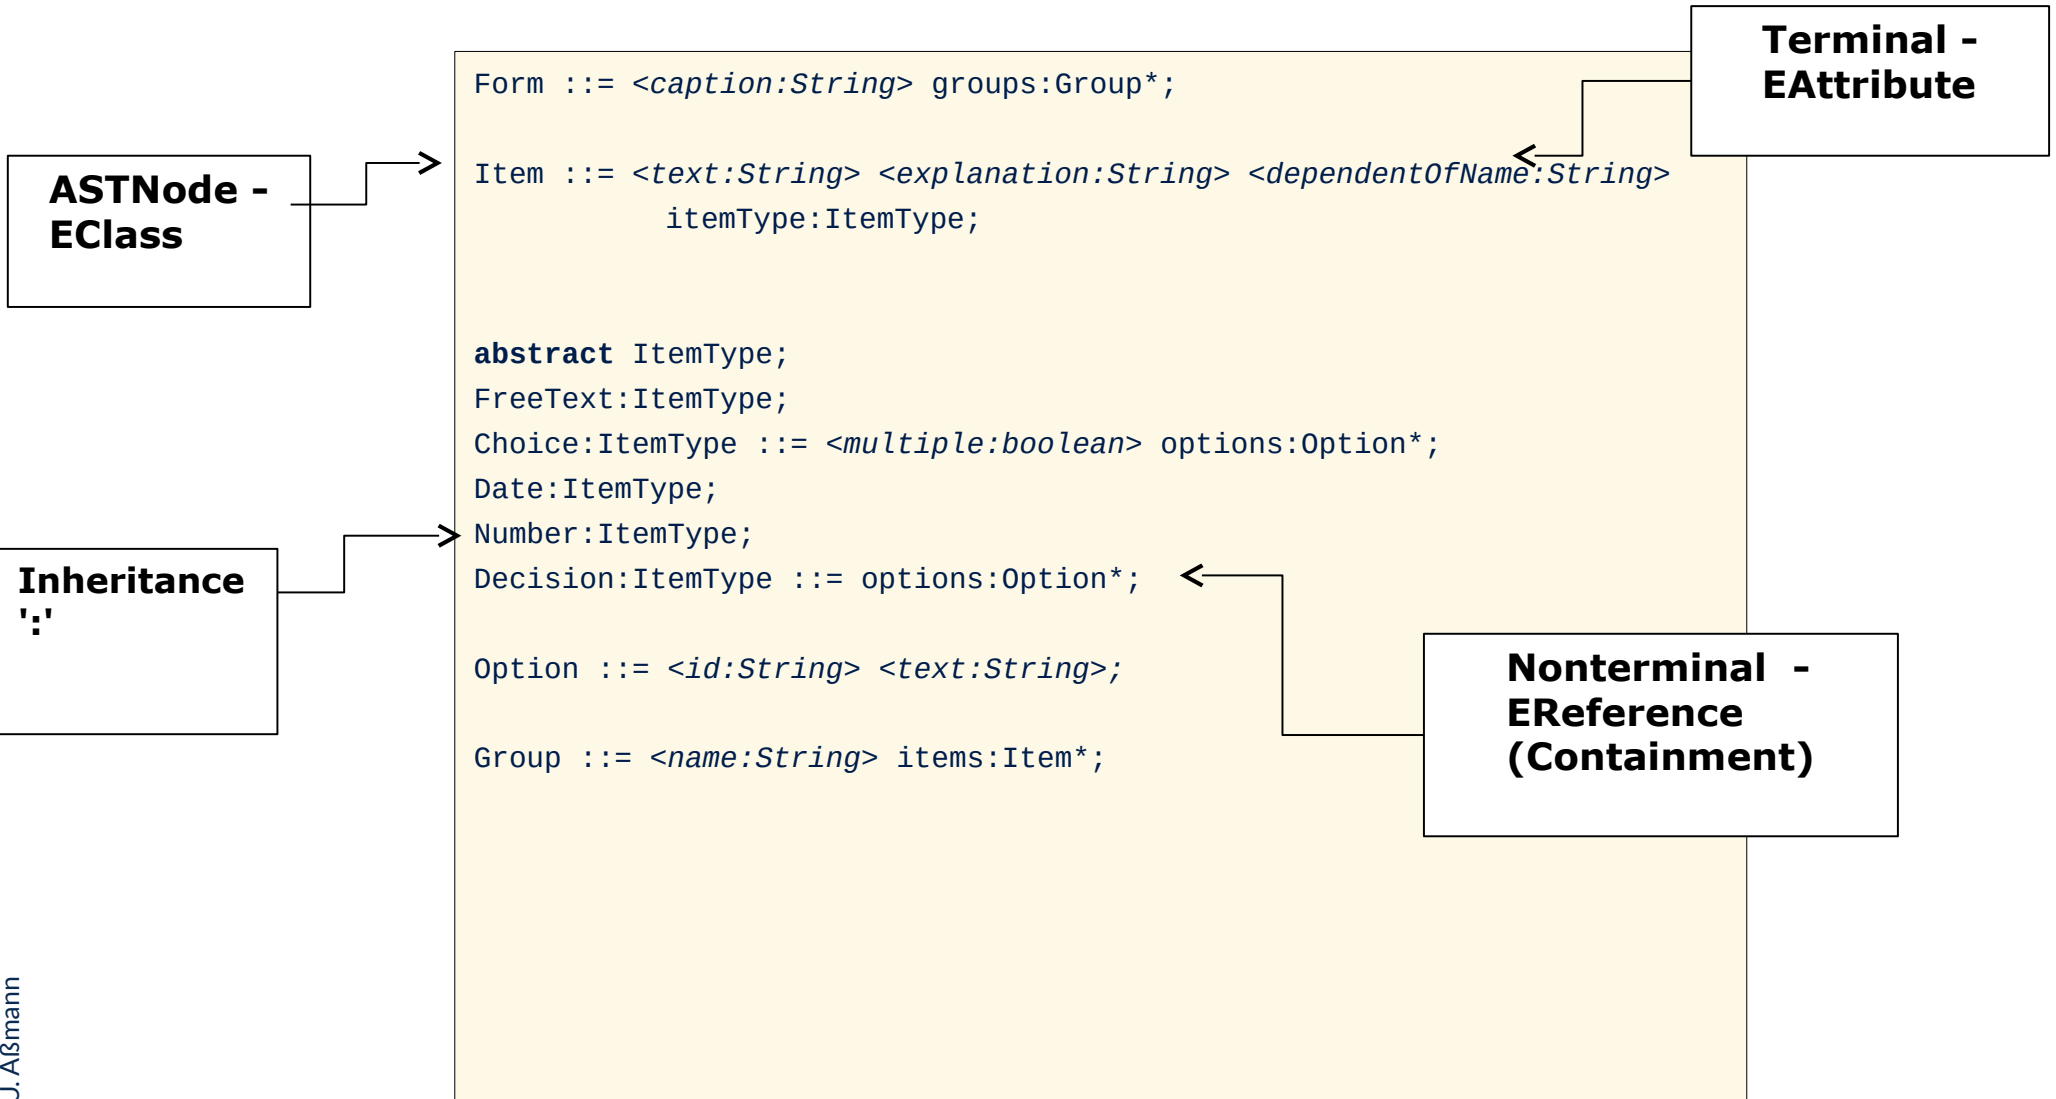 Terminal -
EAttribute
Form ::= <caption:String> groups:Group*;
ASTNode -
EClass
Item ::= <text:String> <explanation:String> <dependentOfName:String>
itemType:ItemType;
abstract ItemType;
FreeText:ItemType;
Choice:ItemType ::= <multiple:boolean> options:Option*;
Date:ItemType;
Number:ItemType;
Decision:ItemType ::= options:Option*;
Inheritance
':'
Option ::= <id:String> <text:String>;
Group ::= <name:String> items:Item*;
Nonterminal -
EReference
(Containment)
U. Aßmann